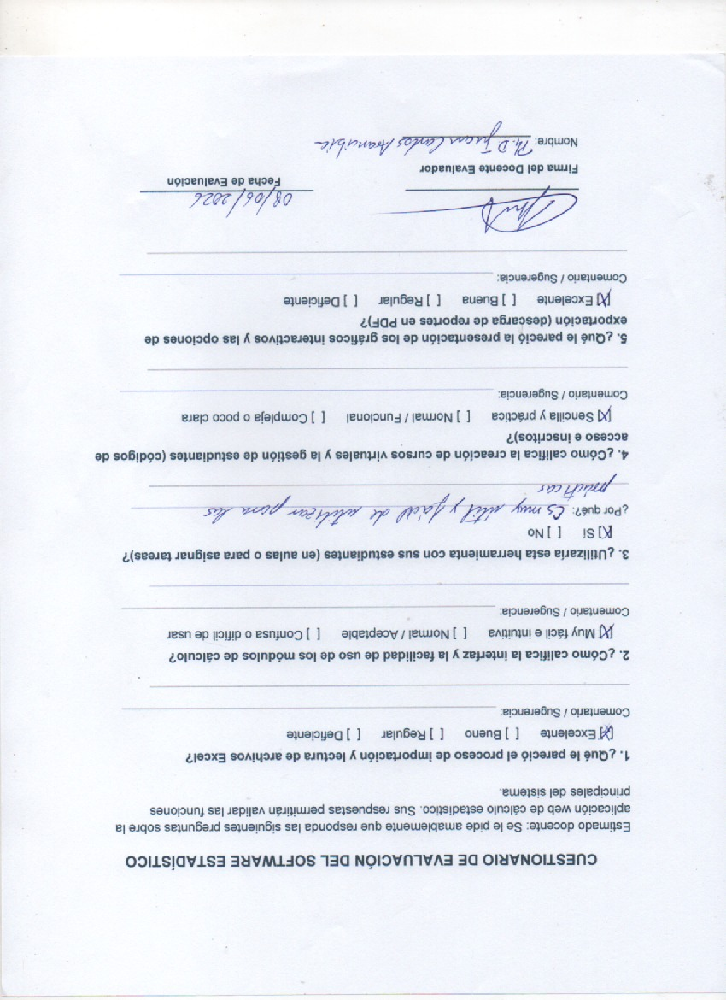 CUESTIONARIO DE EVALUACIÓN DEL SOFTWARE ESTADÍSTICO
Estimado docente: Se le pide amablemente que responda las siguientes preguntas sobre la
aplicación web de cálculo estadístico. Sus respuestas permitirán validar las funciones
principales del sistema.
1. ¿Qué le pareció el proceso de importación y lectura de archivos Excel?
[X] Excelente [ ] Bueno [ ] Regular [ ] Deficiente
Comentario / Sugerencia:
2. ¿Cómo califica la interfaz y la facilidad de uso de los módulos de cálculo?
[X] Muy fácil e intuitiva [ ] Normal / Aceptable [ ] Confusa o difícil de usar
Comentario / Sugerencia:
3. ¿Utilizaría esta herramienta con sus estudiantes (en aulas o para asignar tareas)?
[X] Sí [ ] No
¿Por qué?: Es muy útil y fácil de utilizar para las
prácticas
4. ¿Cómo califica la creación de cursos virtuales y la gestión de estudiantes (códigos de
acceso e inscritos)?
[X] Sencilla y práctica [ ] Normal / Funcional [ ] Compleja o poco clara
Comentario / Sugerencia:
5. ¿Qué le pareció la presentación de los gráficos interactivos y las opciones de
exportación (descarga de reportes en PDF)?
[X] Excelente [ ] Buena [ ] Regular [ ] Deficiente
Comentario / Sugerencia:
08/06/2026
Firma del Docente Evaluador Fecha de Evaluación
Nombre: Ph.D Juan Carlos Arancibia